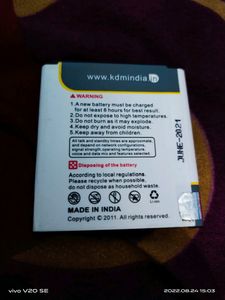 www.kdmindia.in
WARNING
1.A new battery must be charged
for at least 6 hours for best result.
2.Do not expose to high temperatures.
3.Do not burn as it may explode.
4.Keep dry and avoid moisture.
5.Keep away from children.
All talk and standby times are approximate,
and depend on network configurations,
signal strength, operating temperature,
voice and data mix and features selected.
Disposing of the battery
According to local regulations.
Please recycle when possible,
do not dispose as household waste.
MADE IN INDIA
Copyright © 2011. All rights reserved.
Li-ion
JUNE-2021
vivo V20 SE
2022.08.24 15:03